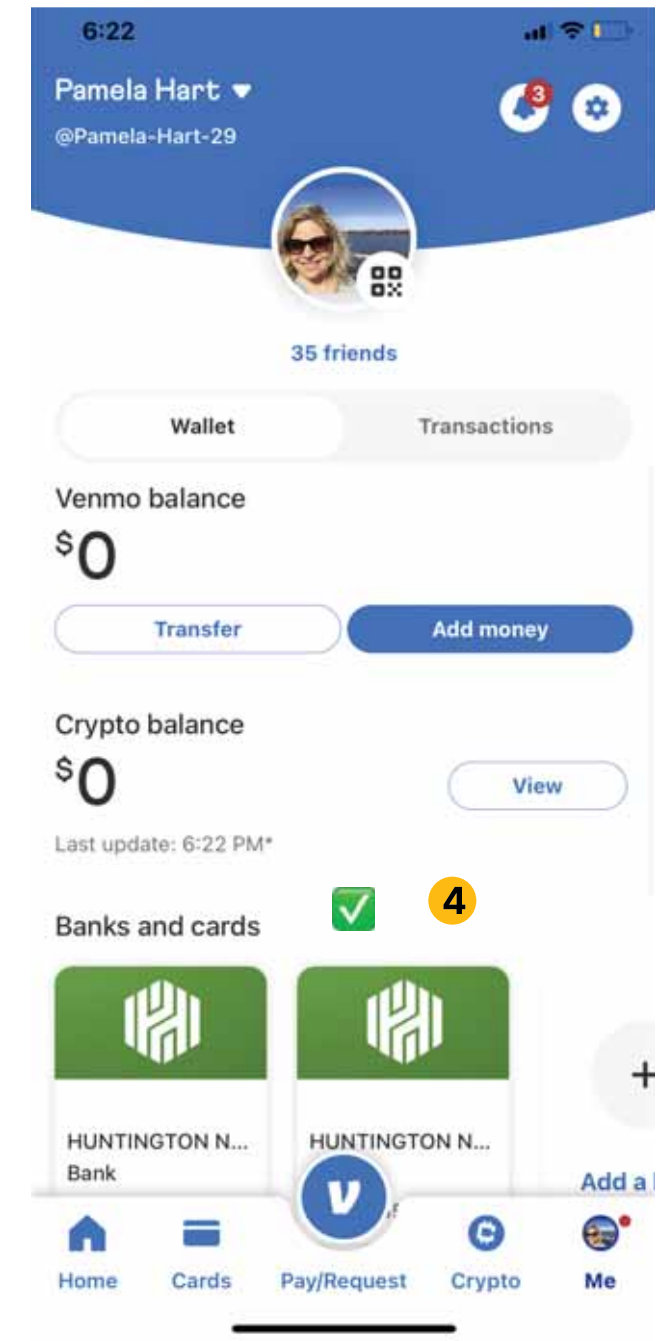 6:22
Pamela Hart
3
@Pamela-Hart-29
35 friends
Wallet Transactions
Venmo balance
$0
Transfer Add money
Crypto balance
$0
View
Last update: 6:22 PM*
Banks and cards 4
HUNTINGTON N... HUNTINGTON N...
Bank
Add a
V
Home Cards Pay/Request Crypto Me